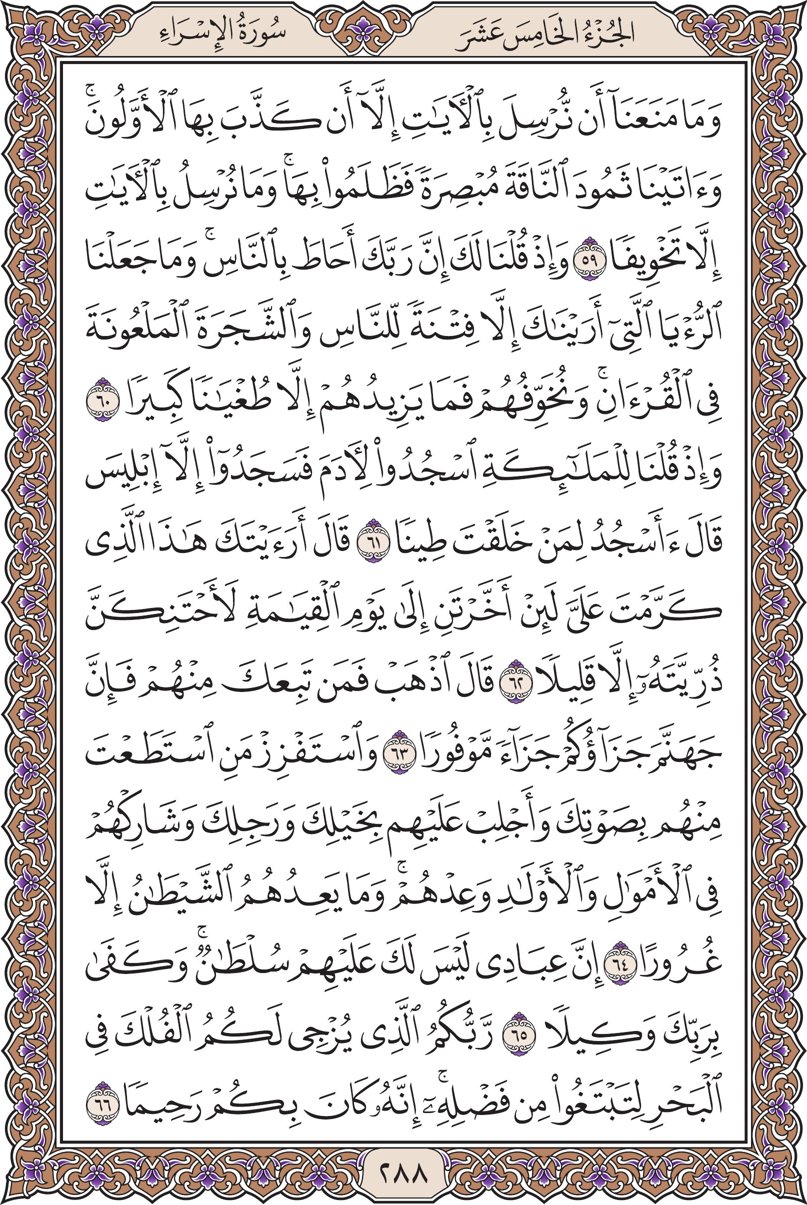 الجُزْءُ الخَامِسَ عَشَرَ
سُورَةُ الإِسْرَاءِ
وَمَا مَنَعَنَآ أَن نُّرْسِلَ بِٱلْأٓيَٰتِ إِلَّآ أَن كَذَّبَ بِهَا ٱلْأَوَّلُونَۚ
وَءَاتَيْنَا ثَمُودَ ٱلنَّاقَةَ مُبْصِرَةً فَظَلَمُوا۟ بِهَاۚ وَمَا نُرْسِلُ بِٱلْأٓيَٰتِ
إِلَّا تَخْوِيفًا ٥٩ وَإِذْ قُلْنَا لَكَ إِنَّ رَبَّكَ أَحَاطَ بِٱلنَّاسِۚ وَمَا جَعَلْنَا
ٱلرُّءْيَا ٱلَّتِىٓ أَرَيْنَٰكَ إِلَّا فِتْنَةً لِّلنَّاسِ وَٱلشَّجَرَةَ ٱلْمَلْعُونَةَ
فِى ٱلْقُرْءَانِۚ وَنُخَوِّفُهُمْ فَمَا يَزِيدُهُمْ إِلَّا طُغْيَٰنًا كَبِيرًا ٦٠
وَإِذْ قُلْنَا لِلْمَلَٰٓئِكَةِ ٱسْجُدُوا۟ لِأٓدَمَ فَسَجَدُوٓا۟ إِلَّآ إِبْلِيسَ
قَالَ ءَأَسْجُدُ لِمَنْ خَلَقْتَ طِينًا ٦١ قَالَ أَرَءَيْتَكَ هَٰذَا ٱلَّذِى
كَرَّمْتَ عَلَىَّ لَئِنْ أَخَّرْتَنِ إِلَىٰ يَوْمِ ٱلْقِيَٰمَةِ لَأَحْتَنِكَنَّ
ذُرِّيَّتَهُۥٓ إِلَّا قَلِيلًا ٦٢ قَالَ ٱذْهَبْ فَمَن تَبِعَكَ مِنْهُمْ فَإِنَّ
جَهَنَّمَ جَزَآؤُكُمْ جَزَآءً مَّوْفُورًا ٦٣ وَٱسْتَفْزِزْ مَنِ ٱسْتَطَعْتَ
مِنْهُم بِصَوْتِكَ وَأَجْلِبْ عَلَيْهِم بِخَيْلِكَ وَرَجِلِكَ وَشَارِكْهُمْ
فِى ٱلْأَمْوَٰلِ وَٱلْأَوْلَٰدِ وَعِدْهُمْۚ وَمَا يَعِدُهُمُ ٱلشَّيْطَٰنُ إِلَّا
غُرُورًا ٦٤ إِنَّ عِبَادِى لَيْسَ لَكَ عَلَيْهِمْ سُلْطَٰنٌۚ وَكَفَىٰ
بِرَبِّكَ وَكِيلًا ٦٥ رَّبُّكُمُ ٱلَّذِى يُزْجِى لَكُمُ ٱلْفُلْكَ فِى
ٱلْبَحْرِ لِتَبْتَغُوا۟ مِن فَضْلِهِۦٓۚ إِنَّهُۥ كَانَ بِكُمْ رَحِيمًا ٦٦
٢٨٨